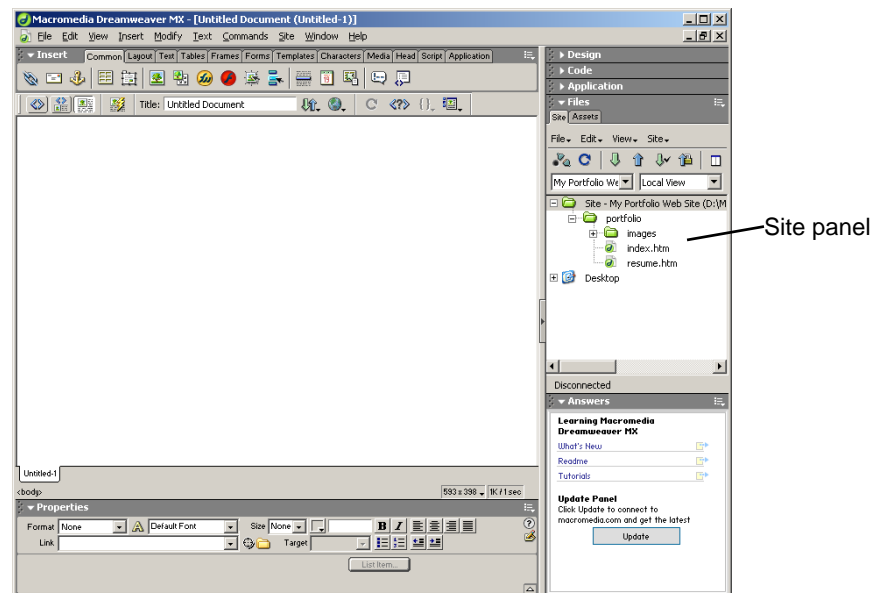 Macromedia Dreamweaver MX - [Untitled Document (Untitled-1)]
File Edit View Insert Modify Text Commands Site Window Help
Insert Common Layout Text Tables Frames Forms Templates Characters Media Head Script Application
Title: Untitled Document
Untitled-1
<body> 593 x 398 1K / 1 sec
Properties
Format None Default Font Size None B I
Link Target
List Item...
Design
Code
Application
Files
Site Assets
File Edit View Site
My Portfolio We Local View
Site - My Portfolio Web Site (D:\M
portfolio
images
index.htm
resume.htm
Desktop
Disconnected
Answers
Learning Macromedia
Dreamweaver MX
What's New
Readme
Tutorials
Update Panel
Click Update to connect to
macromedia.com and get the latest
Update
Site panel